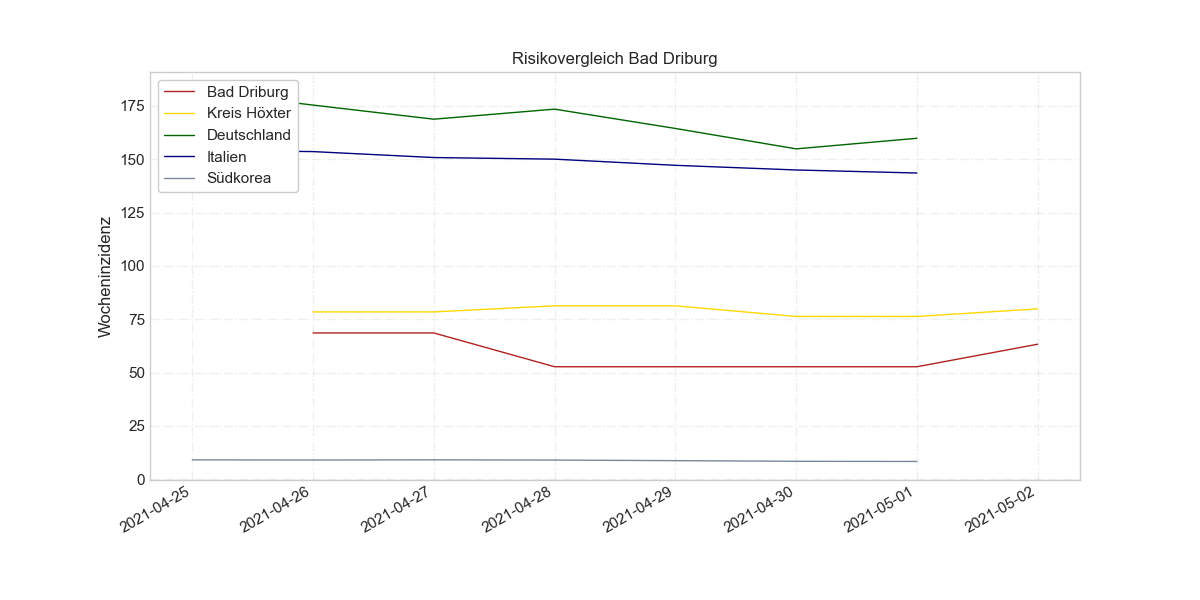 Risikovergleich Bad Driburg
Bad Driburg
Kreis Höxter
Deutschland
Italien
Südkorea
Wocheninzidenz
175
150
125
100
75
50
25
0
2021-04-25
2021-04-26
2021-04-27
2021-04-28
2021-04-29
2021-04-30
2021-05-01
2021-05-02